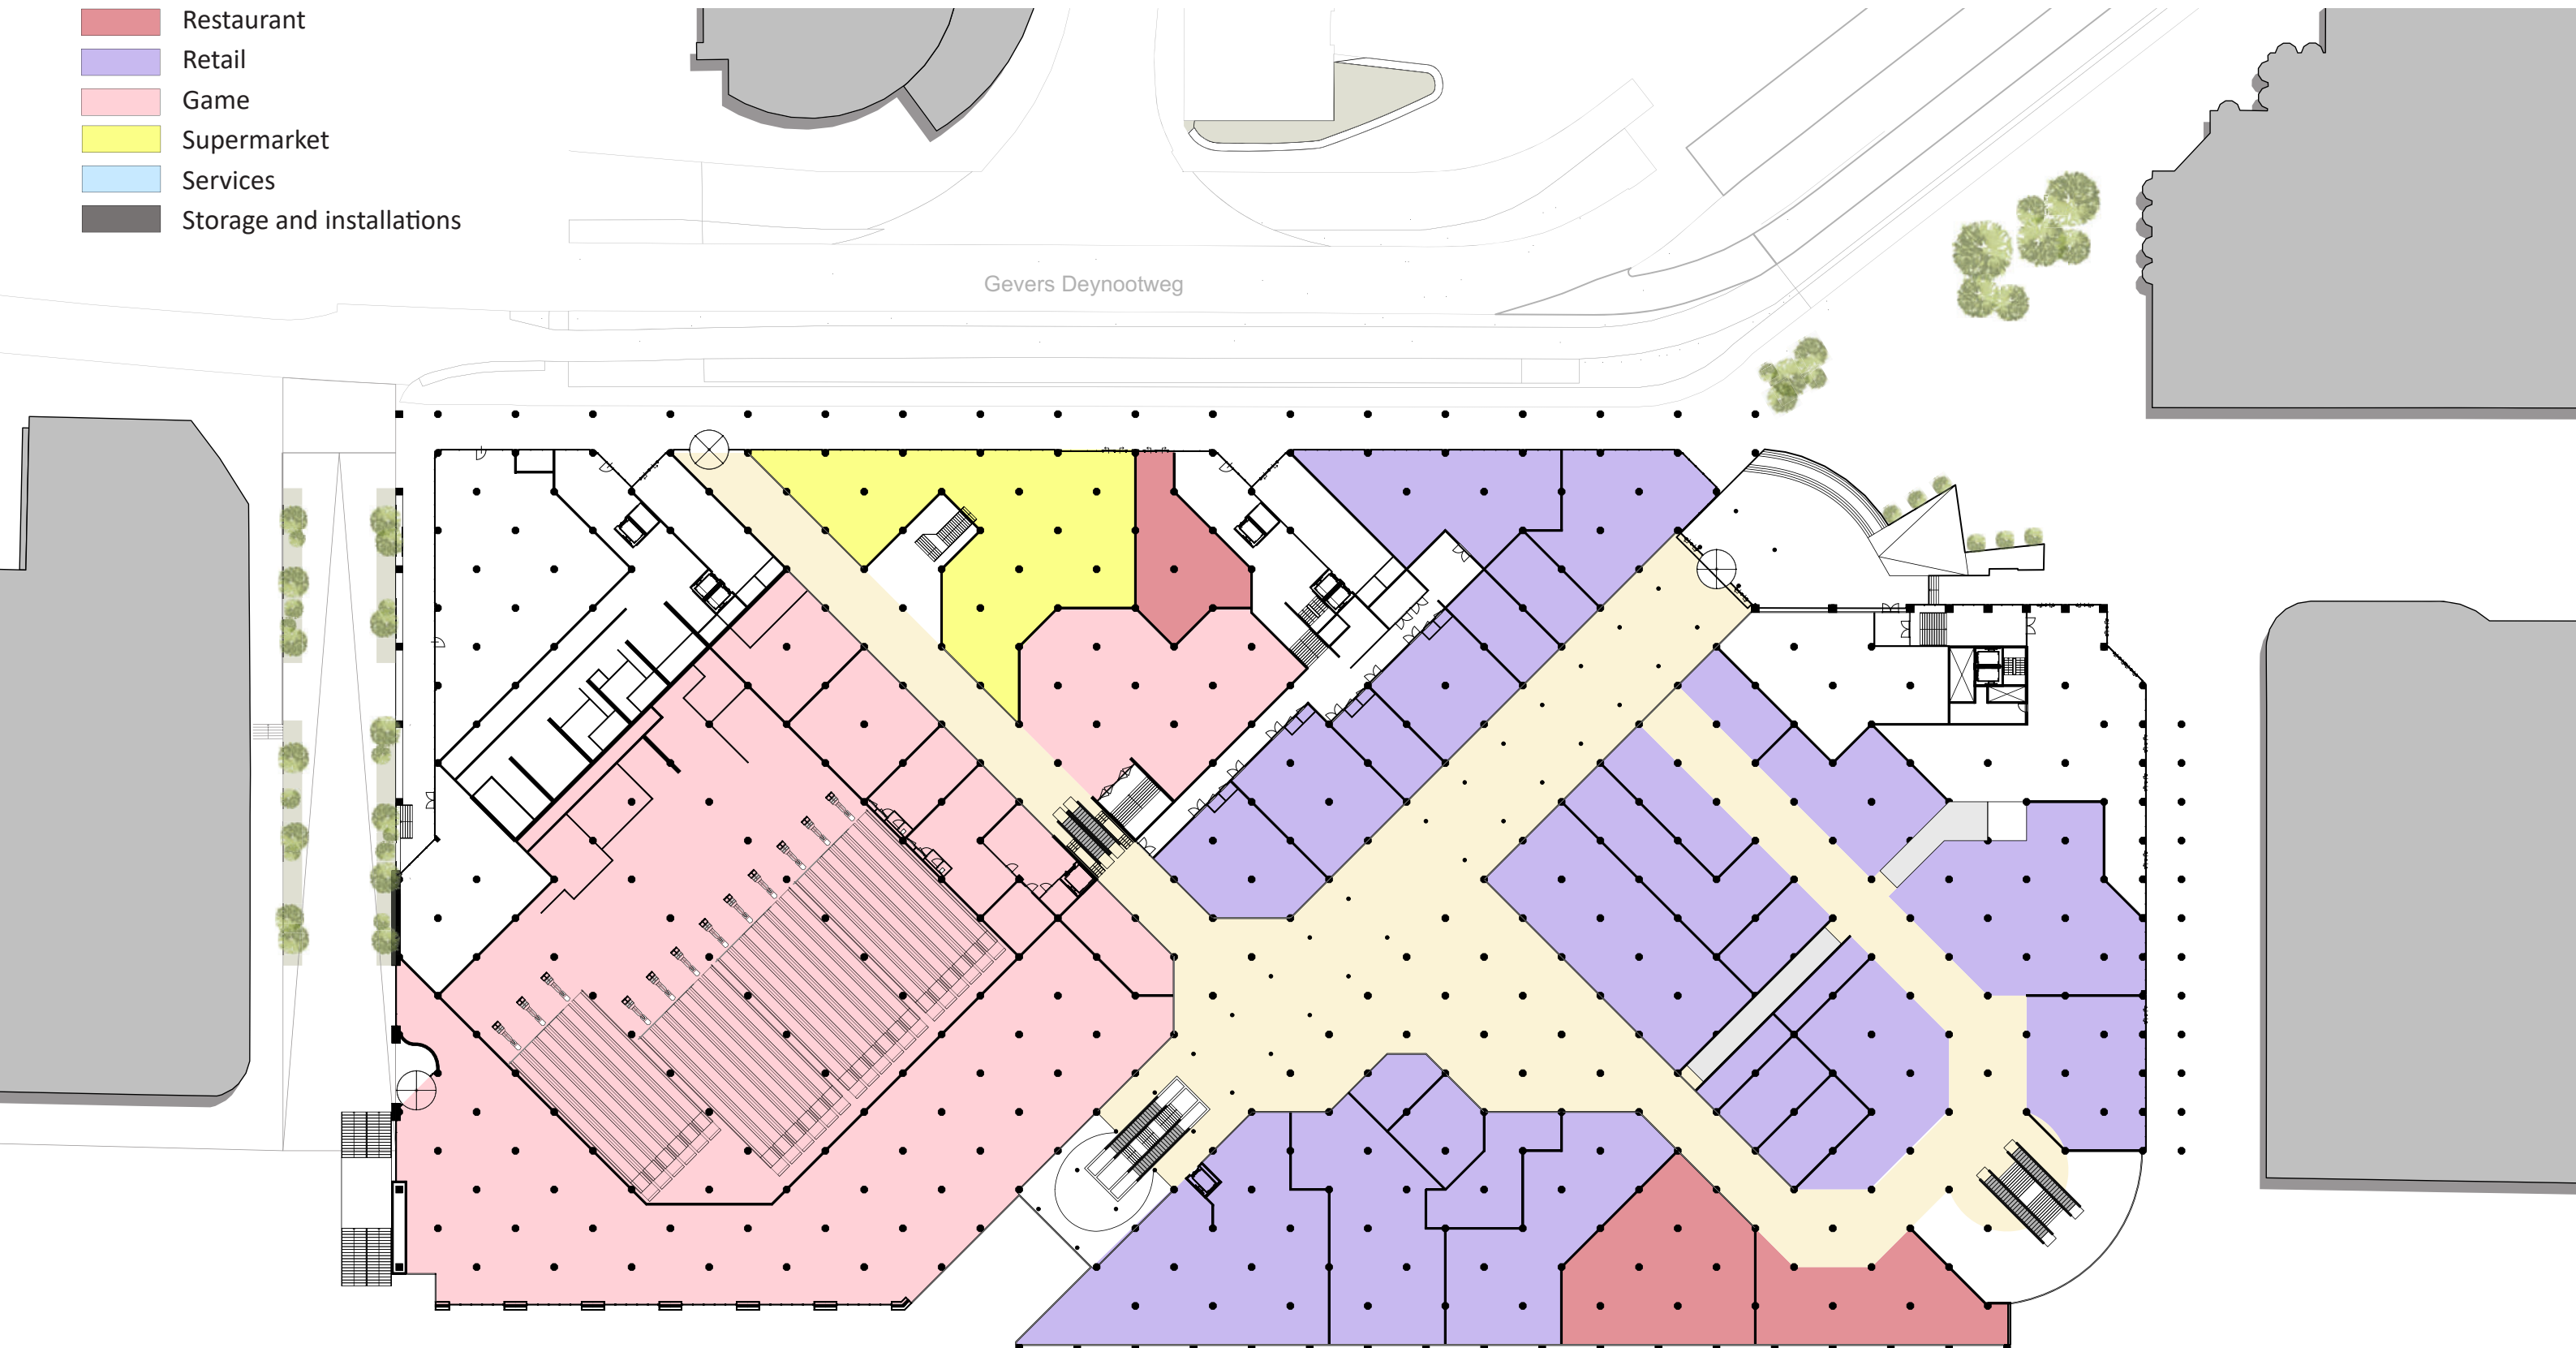 Restaurant
Retail
Game
Supermarket
Services
Storage and installations
Gevers Deynootweg